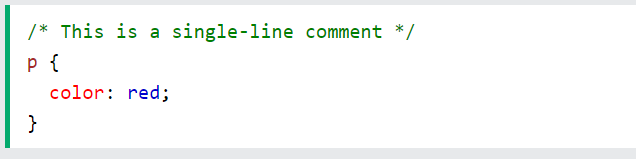 /* This is a single-line comment */
p {
  color: red;
}